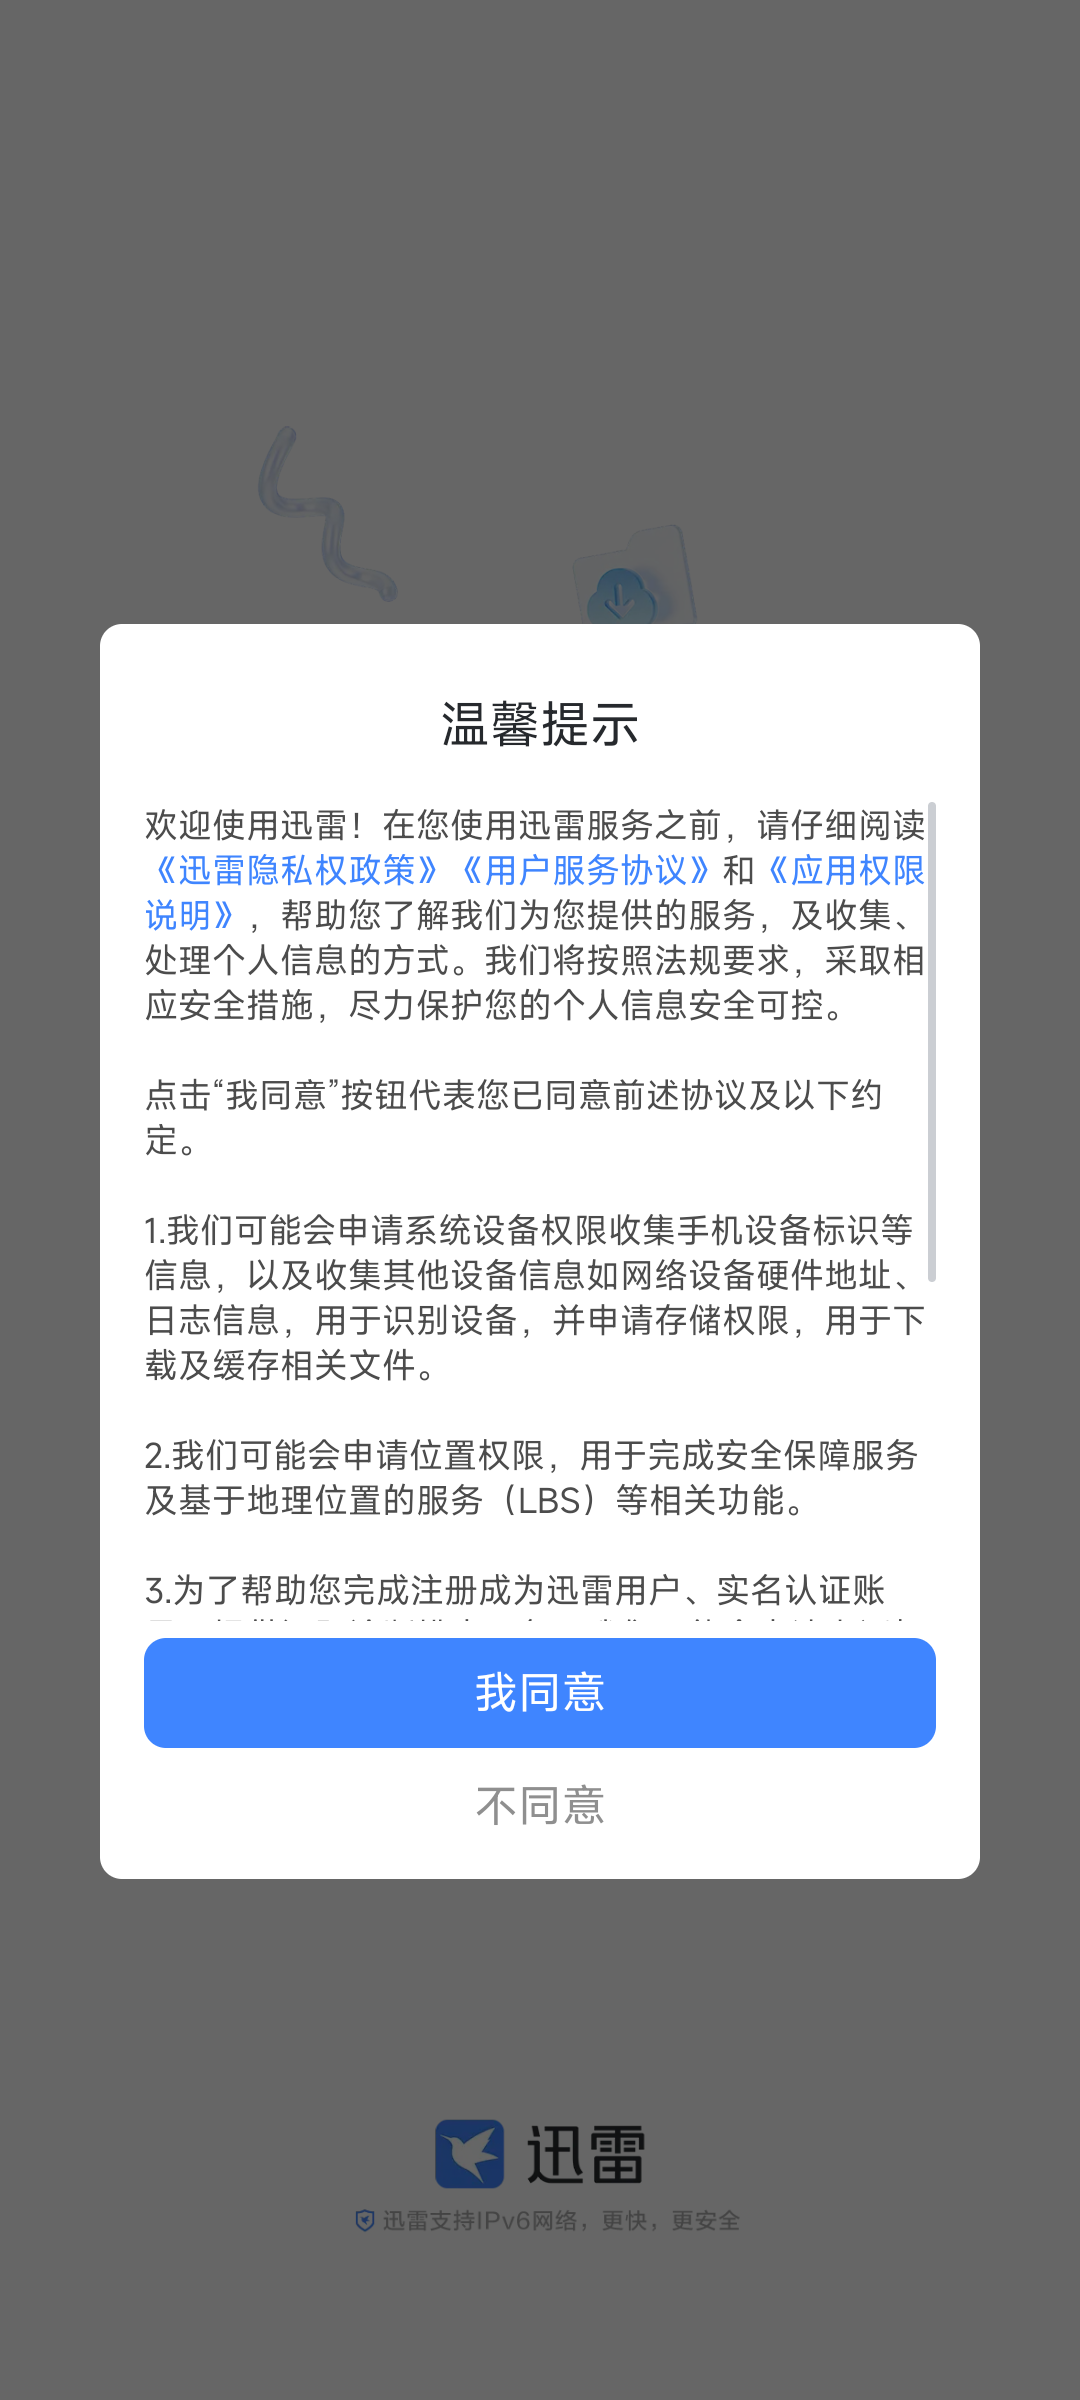 温馨提示
欢迎使用迅雷！在您使用迅雷服务之前，请仔细阅读
《迅雷隐私权政策》《用户服务协议》和《应用权限
说明》，帮助您了解我们为您提供的服务，及收集、
处理个人信息的方式。我们将按照法规要求，采取相
应安全措施，尽力保护您的个人信息安全可控。
点击“我同意”按钮代表您已同意前述协议及以下约
定。
1.我们可能会申请系统设备权限收集手机设备标识等
信息，以及收集其他设备信息如网络设备硬件地址、
日志信息，用于识别设备，并申请存储权限，用于下
载及缓存相关文件。
2.我们可能会申请位置权限，用于完成安全保障服务
及基于地理位置的服务（LBS）等相关功能。
3.为了帮助您完成注册成为迅雷用户、实名认证账
我同意
不同意
迅雷
迅雷支持IPv6网络，更快，更安全